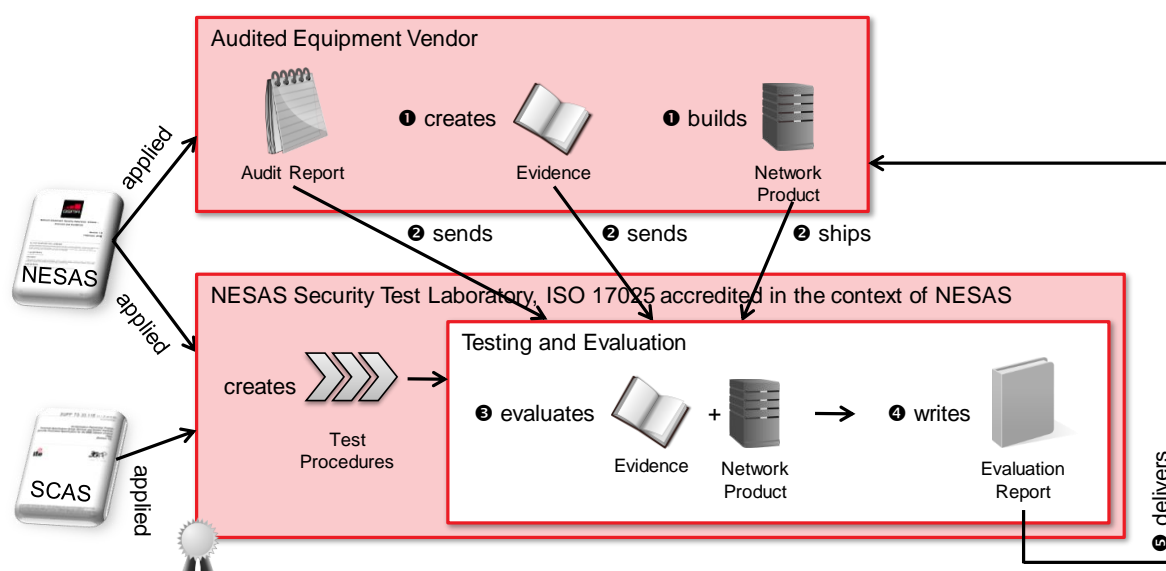 Audited Equipment Vendor
❶ creates
❶ builds
Audit Report
Evidence
Network
Product
applied
❷ sends
❷ sends
❷ ships
NESAS
applied
NESAS Security Test Laboratory, ISO 17025 accredited in the context of NESAS
Testing and Evaluation
creates
❸ evaluates
+
❹ writes
Test
Procedures
Evidence
Network
Product
Evaluation
Report
SCAS
applied
❺ delivers